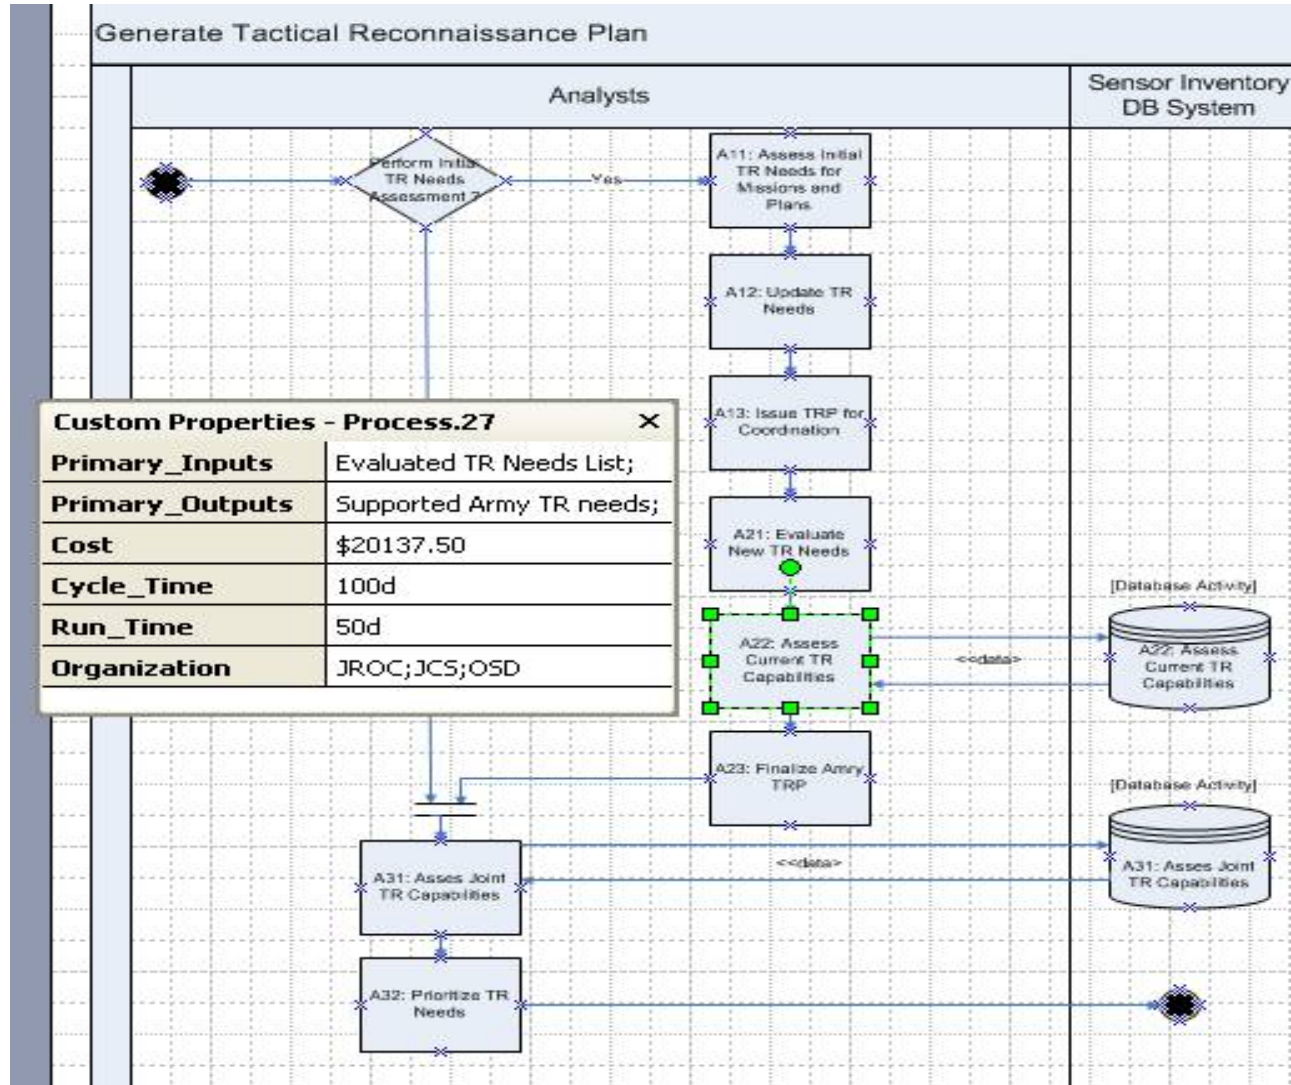 Generate Tactical Reconnaissance Plan
Analysts
Sensor Inventory
DB System
Perform Initial
TR Needs
Assessment ?
Yes
A11: Assess Initial
TR Needs for
Missions and
Plans
A12: Update TR
Needs
A13: Issue TRP for
Coordination
A21: Evaluate
New TR Needs
Custom Properties - Process.27
Primary_Inputs Evaluated TR Needs List;
Primary_Outputs Supported Army TR needs;
Cost $20137.50
Cycle_Time 100d
Run_Time 50d
Organization JROC;JCS;OSD
A22: Assess
Current TR
Capabilities
<<data>
[Database Activity]
A22: Assess
Current TR
Capabilities
A23: Finalize Amry
TRP
[Database Activity]
A31: Asses Joint
TR Capabilities
<<data>
A31: Asses Joint
TR Capabilities
A32: Prioritize TR
Needs